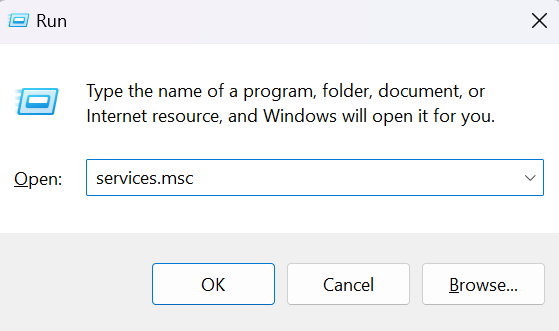 Run
Type the name of a program, folder, document, or
Internet resource, and Windows will open it for you.
Open: services.msc
OK Cancel Browse...